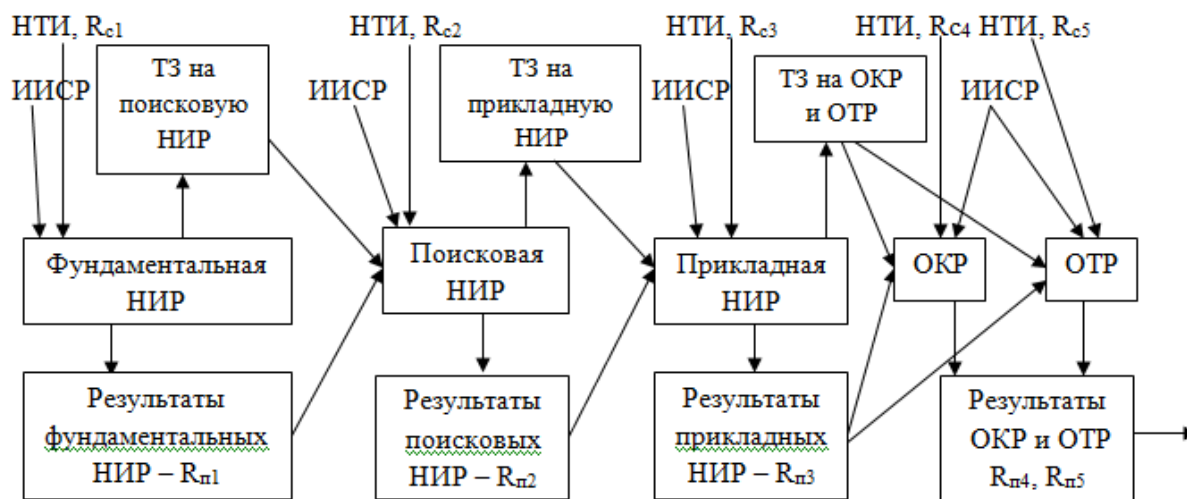 НТИ, Rс1
НТИ, Rс2
НТИ, Rс3
НТИ, Rс4 НТИ, Rс5
ИИСР
ТЗ на
поисковую
НИР
ИИСР
ТЗ на
прикладную
НИР
ИИСР
ТЗ на ОКР
и ОТР
ИИСР
Фундаментальная
НИР
Поисковая
НИР
Прикладная
НИР
ОКР
ОТР
Результаты
фундаментальных
НИР – Rп1
Результаты
поисковых
НИР – Rп2
Результаты
прикладных
НИР – Rп3
Результаты
ОКР и ОТР
Rп4, Rп5